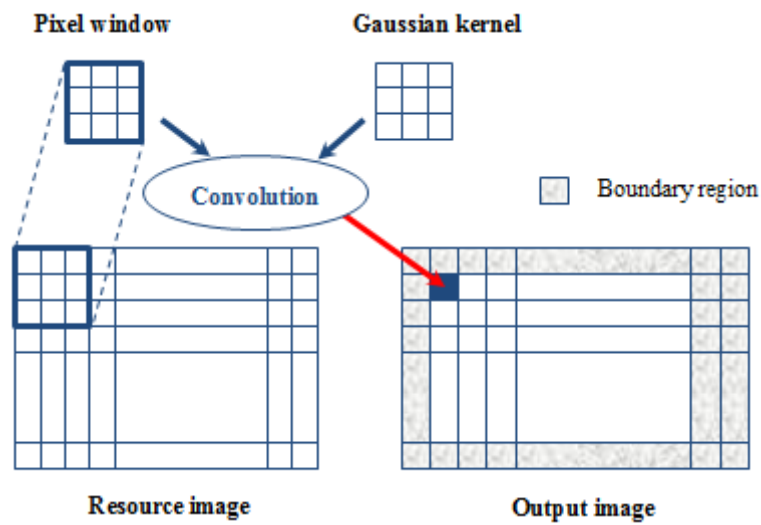 Pixel window
Gaussian kernel
Convolution
Boundary region
Resource image
Output image